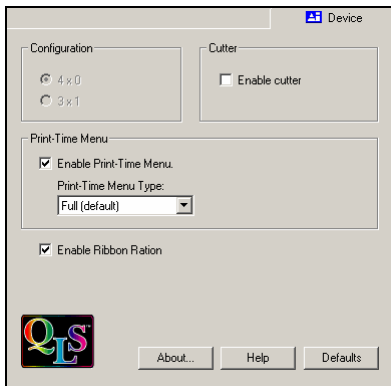 Device
Configuration
4 x 0
3 x 1
Cutter
Enable cutter
Print-Time Menu
Enable Print-Time Menu.
Print-Time Menu Type:
Full (default)
Enable Ribbon Ration
QLS™
About...
Help
Defaults